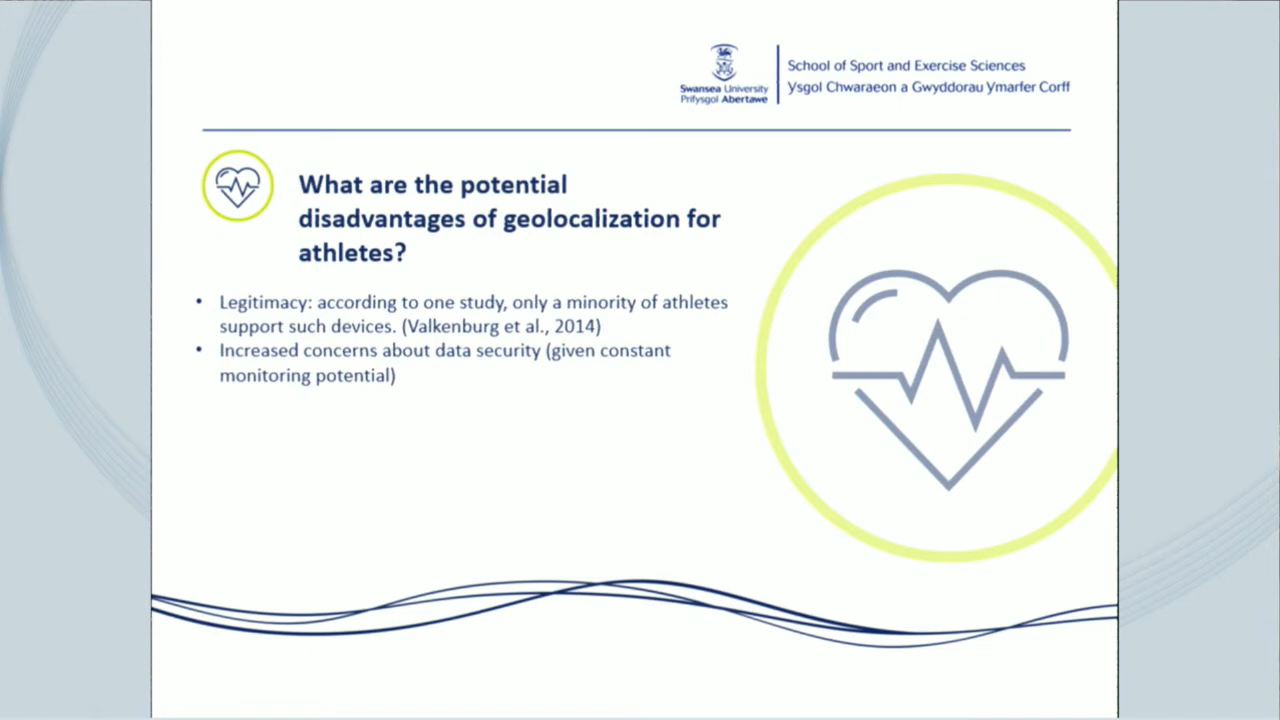 Swansea University
Prifysgol Abertawe
School of Sport and Exercise Sciences
Ysgol Chwaraeon a Gwyddorau Ymarfer Corff
What are the potential
disadvantages of geolocalization for
athletes?
• Legitimacy: according to one study, only a minority of athletes
support such devices. (Valkenburg et al., 2014)
• Increased concerns about data security (given constant
monitoring potential)